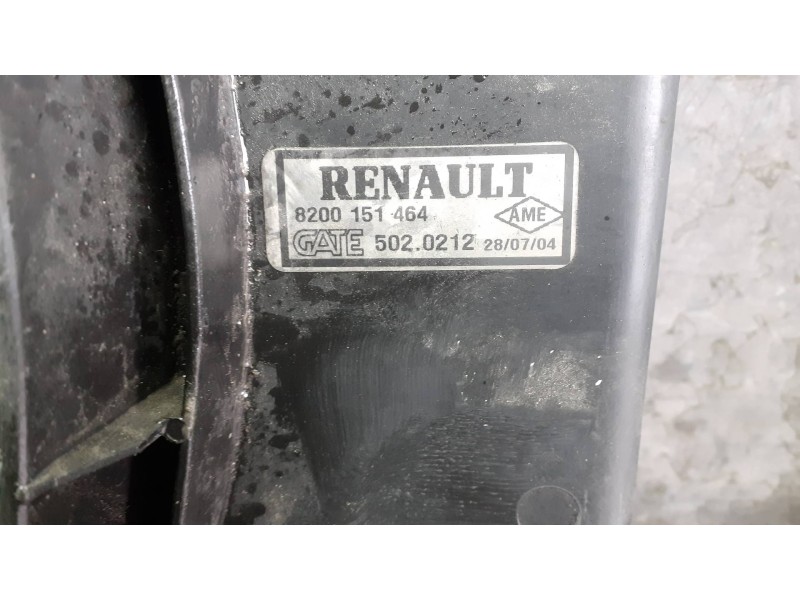 RENAULT
8200 151 464
AME
GATE 502.0212 28/07/04